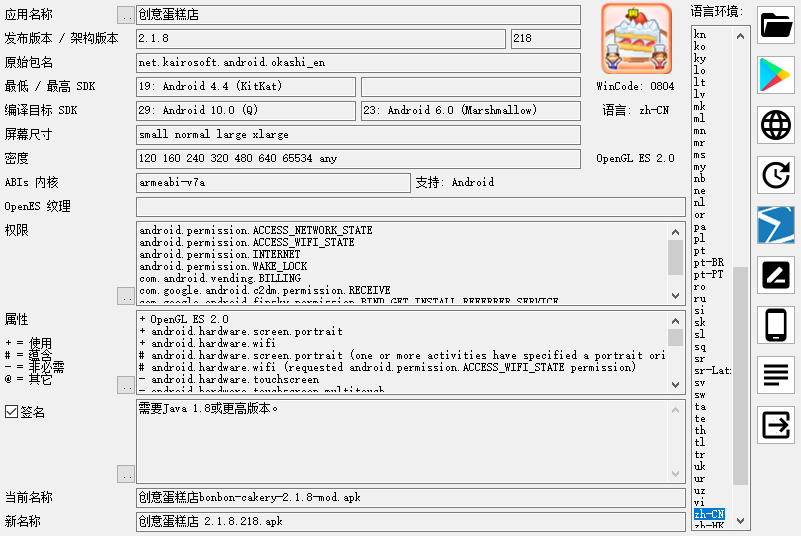 应用名称
..
创意蛋糕店
语言环境:
发布版本 / 架构版本
2.1.8
218
原始包名
net.kairosoft.android.okashi_en
最低 / 最高 SDK
19: Android 4.4 (KitKat)
WinCode: 0804
编译目标 SDK
29: Android 10.0 (Q)
23: Android 6.0 (Marshmallow)
语言: zh-CN
屏幕尺寸
small normal large xlarge
密度
120 160 240 320 480 640 65534 any
OpenGL ES 2.0
ABIs 内核
armeabi-v7a
支持: Android
OpenES 纹理
权限
android.permission.ACCESS_NETWORK_STATE
android.permission.ACCESS_WIFI_STATE
android.permission.INTERNET
android.permission.WAKE_LOCK
com.android.vending.BILLING
com.google.android.c2dm.permission.RECEIVE
com.google.android.finsky.permission.BIND_GET_INSTALL_REFERRER_SERVICE
..
属性
+ = 使用
# = 蕴含
- = 非必需
@ = 其它
+ OpenGL ES 2.0
+ android.hardware.screen.portrait
+ android.hardware.wifi
# android.hardware.screen.portrait (one or more activities have specified a portrait ori
# android.hardware.wifi (requested android.permission.ACCESS_WIFI_STATE permission)
- android.hardware.touchscreen
- android.hardware.touchscreen.multitouch
..
签名
需要Java 1.8或更高版本。
..
当前名称
创意蛋糕店bonbon-cakery-2.1.8-mod.apk
新名称
创意蛋糕店 2.1.8.218.apk
kn
ko
ky
lo
lt
lv
mk
ml
mn
mr
ms
my
nb
ne
nl
or
pa
pl
pt
pt-BR
pt-PT
ro
ru
si
sk
sl
sq
sr
sr-Lat
sv
sw
ta
te
th
tl
tr
uk
ur
uz
vi
zh-CN
zh-HK